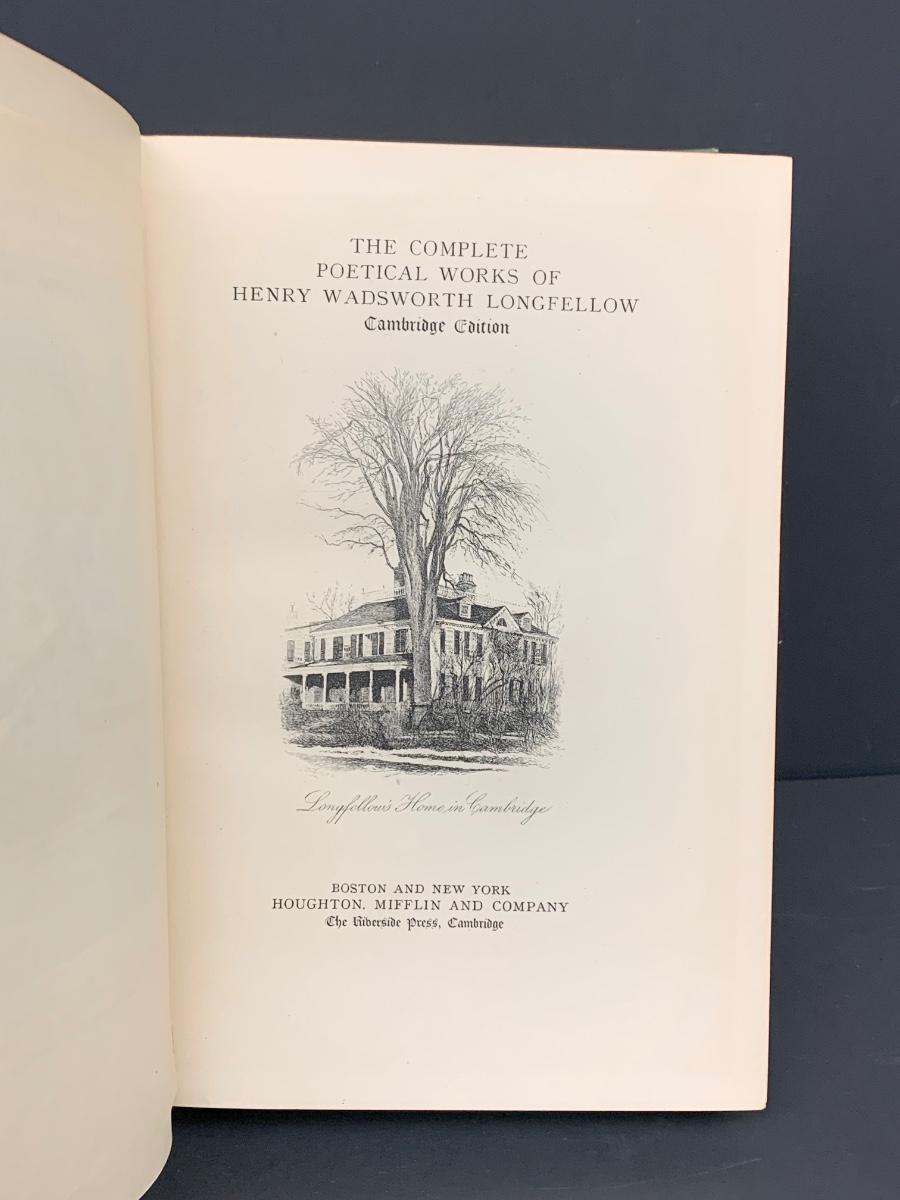 THE COMPLETE
POETICAL WORKS OF
HENRY WADSWORTH LONGFELLOW
Cambridge Edition
Longfellow's Home, in Cambridge
BOSTON AND NEW YORK
HOUGHTON, MIFFLIN AND COMPANY
The Riverside Press, Cambridge